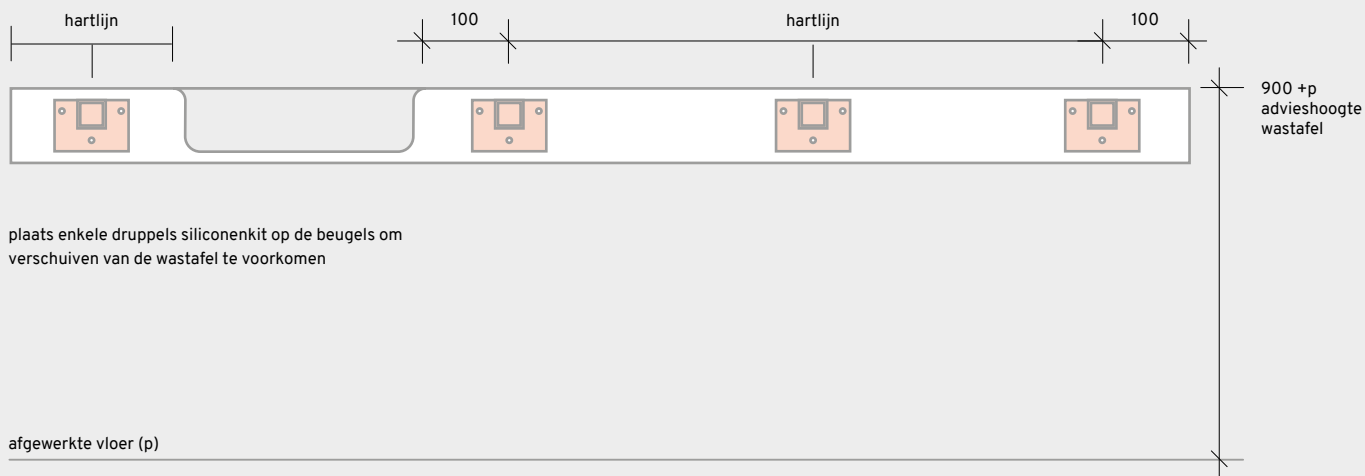 hartlijn
100
hartlijn
100
900 +p
advieshoogte
wastafel
plaats enkele druppels siliconenkit op de beugels om
verschuiven van de wastafel te voorkomen
afgewerkte vloer (p)